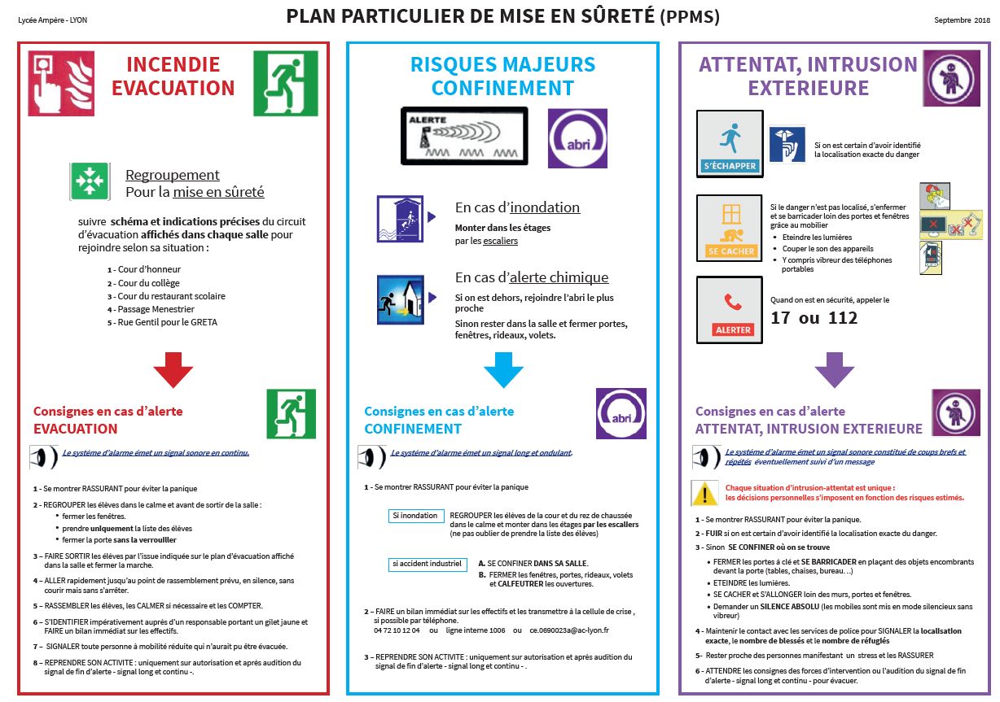 Lycée Ampère - LYON
PLAN PARTICULIER DE MISE EN SÛRETÉ (PPMS)
Septembre 2018
INCENDIE
EVACUATION
Regroupement
Pour la mise en sûreté
suivre schéma et indications précises du circuit
d'évacuation affichés dans chaque salle pour
rejoindre selon sa situation :
1 - Cour d'honneur
2 - Cour du collège
3 - Cour du restaurant scolaire
4 - Passage Menestrier
5 - Rue Gentil pour le GRETA
Consignes en cas d'alerte
EVACUATION
Le système d'alarme émet un signal sonore en continu.
1 - Se montrer RASSURANT pour éviter la panique
2 - REGROUPER les élèves dans le calme et avant de sortir de la salle :
• fermer les fenêtres.
• prendre uniquement la liste des élèves
• fermer la porte sans la verrouiller
3 – FAIRE SORTIR les élèves par l'issue indiquée sur le plan d'évacuation affiché
dans la salle et fermer la marche.
4 – ALLER rapidement jusqu'au point de rassemblement prévu, en silence, sans
courir mais sans s'arrêter.
5 – RASSEMBLER les élèves, les CALMER si nécessaire et les COMPTER.
6 – S'IDENTIFIER impérativement auprès d'un responsable portant un gilet jaune et
FAIRE un bilan immédiat sur les effectifs.
7 – SIGNALER toute personne à mobilité réduite qui n'aurait pu être évacuée.
8 – REPRENDRE SON ACTIVITE : uniquement sur autorisation et après audition du
signal de fin d'alerte - signal long et continu -.
RISQUES MAJEURS
CONFINEMENT
ALERTE
abri
En cas d'inondation
Monter dans les étages
par les escaliers
En cas d'alerte chimique
Si on est dehors, rejoindre l'abri le plus
proche
Sinon rester dans la salle et fermer portes,
fenêtres, rideaux, volets.
Consignes en cas d'alerte
CONFINEMENT
abri
Le système d'alarme émet un signal long et ondulant.
1 - Se montrer RASSURANT pour éviter la panique
Si inondation
REGROUPER les élèves de la cour et du rez de chaussée
dans le calme et monter dans les étages par les escaliers
(ne pas oublier de prendre la liste des élèves)
si accident industriel
A. SE CONFINER DANS SA SALLE.
B. FERMER les fenêtres, portes, rideaux, volets
et CALFEUTRER les ouvertures.
2 – FAIRE un bilan immédiat sur les effectifs et les transmettre à la cellule de crise ,
si possible par téléphone.
04 72 10 12 04 ou ligne interne 1006 ou ce.0690023a@ac-lyon.fr
3 – REPRENDRE SON ACTIVITE : uniquement sur autorisation et après audition du
signal de fin d'alerte - signal long et continu - .
ATTENTAT, INTRUSION
EXTERIEURE
S'ÉCHAPPER
Si on est certain d'avoir identifié
la localisation exacte du danger
SE CACHER
Si le danger n'est pas localisé, s'enfermer
et se barricader loin des portes et fenêtres
grâce au mobilier
• Eteindre les lumières
• Couper le son des appareils
• Y compris vibreur des téléphones
portables
ALERTER
Quand on est en sécurité, appeler le
17 ou 112
Consignes en cas d'alerte
ATTENTAT, INTRUSION EXTERIEURE
Le système d'alarme émet un signal sonore constitué de coups brefs et
répétés éventuellement suivi d'un message
Chaque situation d'intrusion-attentat est unique :
les décisions personnelles s'imposent en fonction des risques estimés.
1 - Se montrer RASSURANT pour éviter la panique.
2 - FUIR si on est certain d'avoir identifié la localisation exacte du danger.
3 - Sinon SE CONFINER où on se trouve
• FERMER les portes à clé et SE BARRICADER en plaçant des objets encombrants
devant la porte (tables, chaises, bureau…)
• ETEINDRE les lumières.
• SE CACHER et S'ALLONGER loin des murs, portes et fenêtres.
• Demander un SILENCE ABSOLU (les mobiles sont mis en mode silencieux sans
vibreur)
4 - Maintenir le contact avec les services de police pour SIGNALER la localisation
exacte, le nombre de blessés et le nombre de réfuglés
5- Rester proche des personnes manifestant un stress et les RASSURER
6 - ATTENDRE les consignes des forces d'intervention ou l'audition du signal de fin
d'alerte - signal long et continu - pour évacuer.